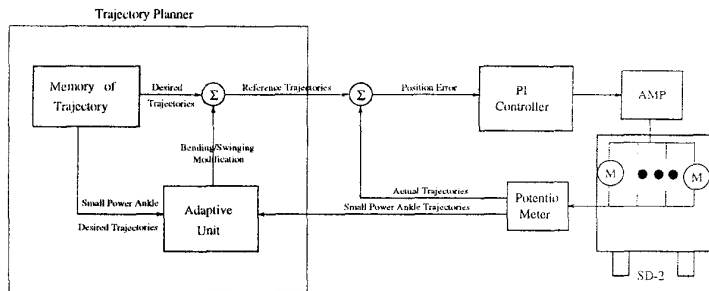 Trajectory Planner
Memory of
Trajectory
Desired
Trajectories
Σ
Reference Trajectories
Σ
Position Error
PI
Controller
AMP
Bending/Swinging
Modification
M
M
Actual Trajectories
Small Power Ankle
Desired Trajectories
Adaptive
Unit
Small Power Ankle Trajectories
Potentio
Meter
SD-2